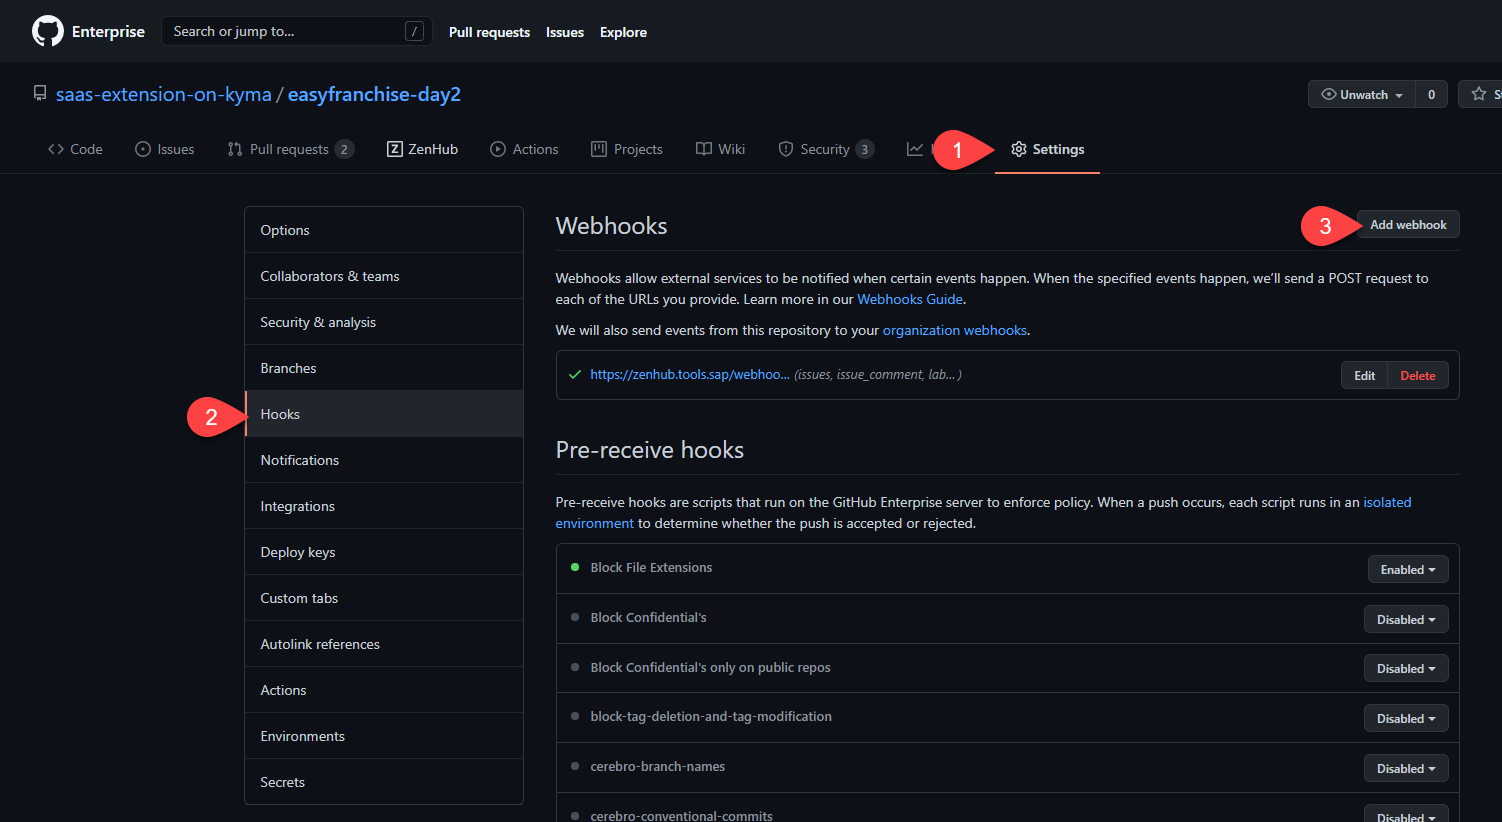 Enterprise
Search or jump to...
/
Pull requests
Issues
Explore
saas-extension-on-kyma / easyfranchise-day2
Unwatch
0
Code
Issues
Pull requests 2
ZenHub
Actions
Projects
Wiki
Security 3
1
Settings
Options
Collaborators & teams
Security & analysis
Branches
2
Hooks
Notifications
Integrations
Deploy keys
Custom tabs
Autolink references
Actions
Environments
Secrets
Webhooks
3
Add webhook
Webhooks allow external services to be notified when certain events happen. When the specified events happen, we’ll send a POST request to
each of the URLs you provide. Learn more in our Webhooks Guide.
We will also send events from this repository to your organization webhooks.
https://zenhub.tools.sap/webhoo... (issues, issue_comment, lab...)
Edit
Delete
Pre-receive hooks
Pre-receive hooks are scripts that run on the GitHub Enterprise server to enforce policy. When a push occurs, each script runs in an isolated
environment to determine whether the push is accepted or rejected.
Block File Extensions
Enabled
Block Confidential's
Disabled
Block Confidential's only on public repos
Disabled
block-tag-deletion-and-tag-modification
Disabled
cerebro-branch-names
Disabled
cerebro-conventional-commits
Disabled